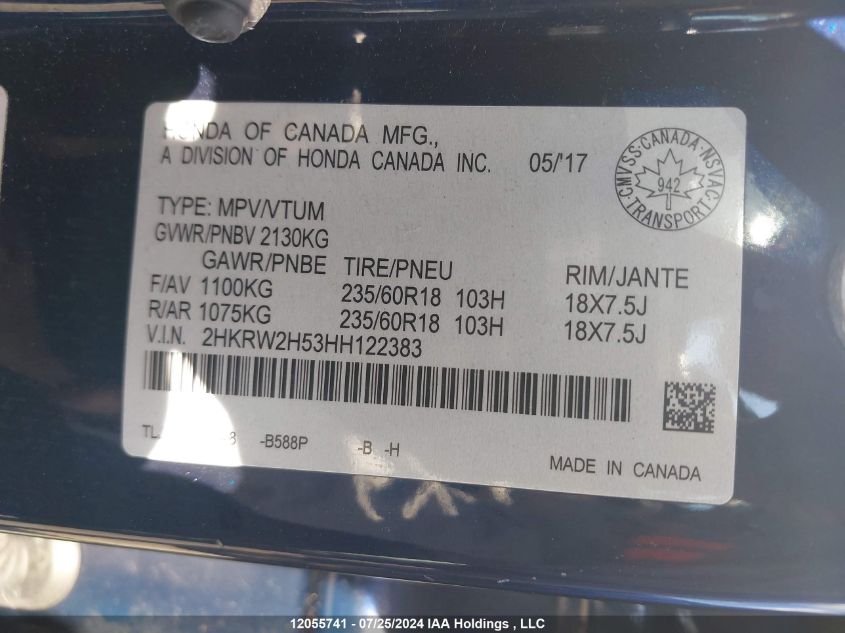 HONDA OF CANADA MFG.,
A DIVISION OF HONDA CANADA INC. 05/'17
CMVSS·CANADA·NSVAC
942
TRANSPORT
TYPE: MPV/VTUM
GVWR/PNBV 2130KG
GAWR/PNBE TIRE/PNEU RIM/JANTE
F/AV 1100KG 235/60R18 103H 18X7.5J
R/AR 1075KG 235/60R18 103H 18X7.5J
V.I.N. 2HKRW2H53HH122383
-B588P -B -H
MADE IN CANADA
12055741 - 07/25/2024 IAA Holdings , LLC